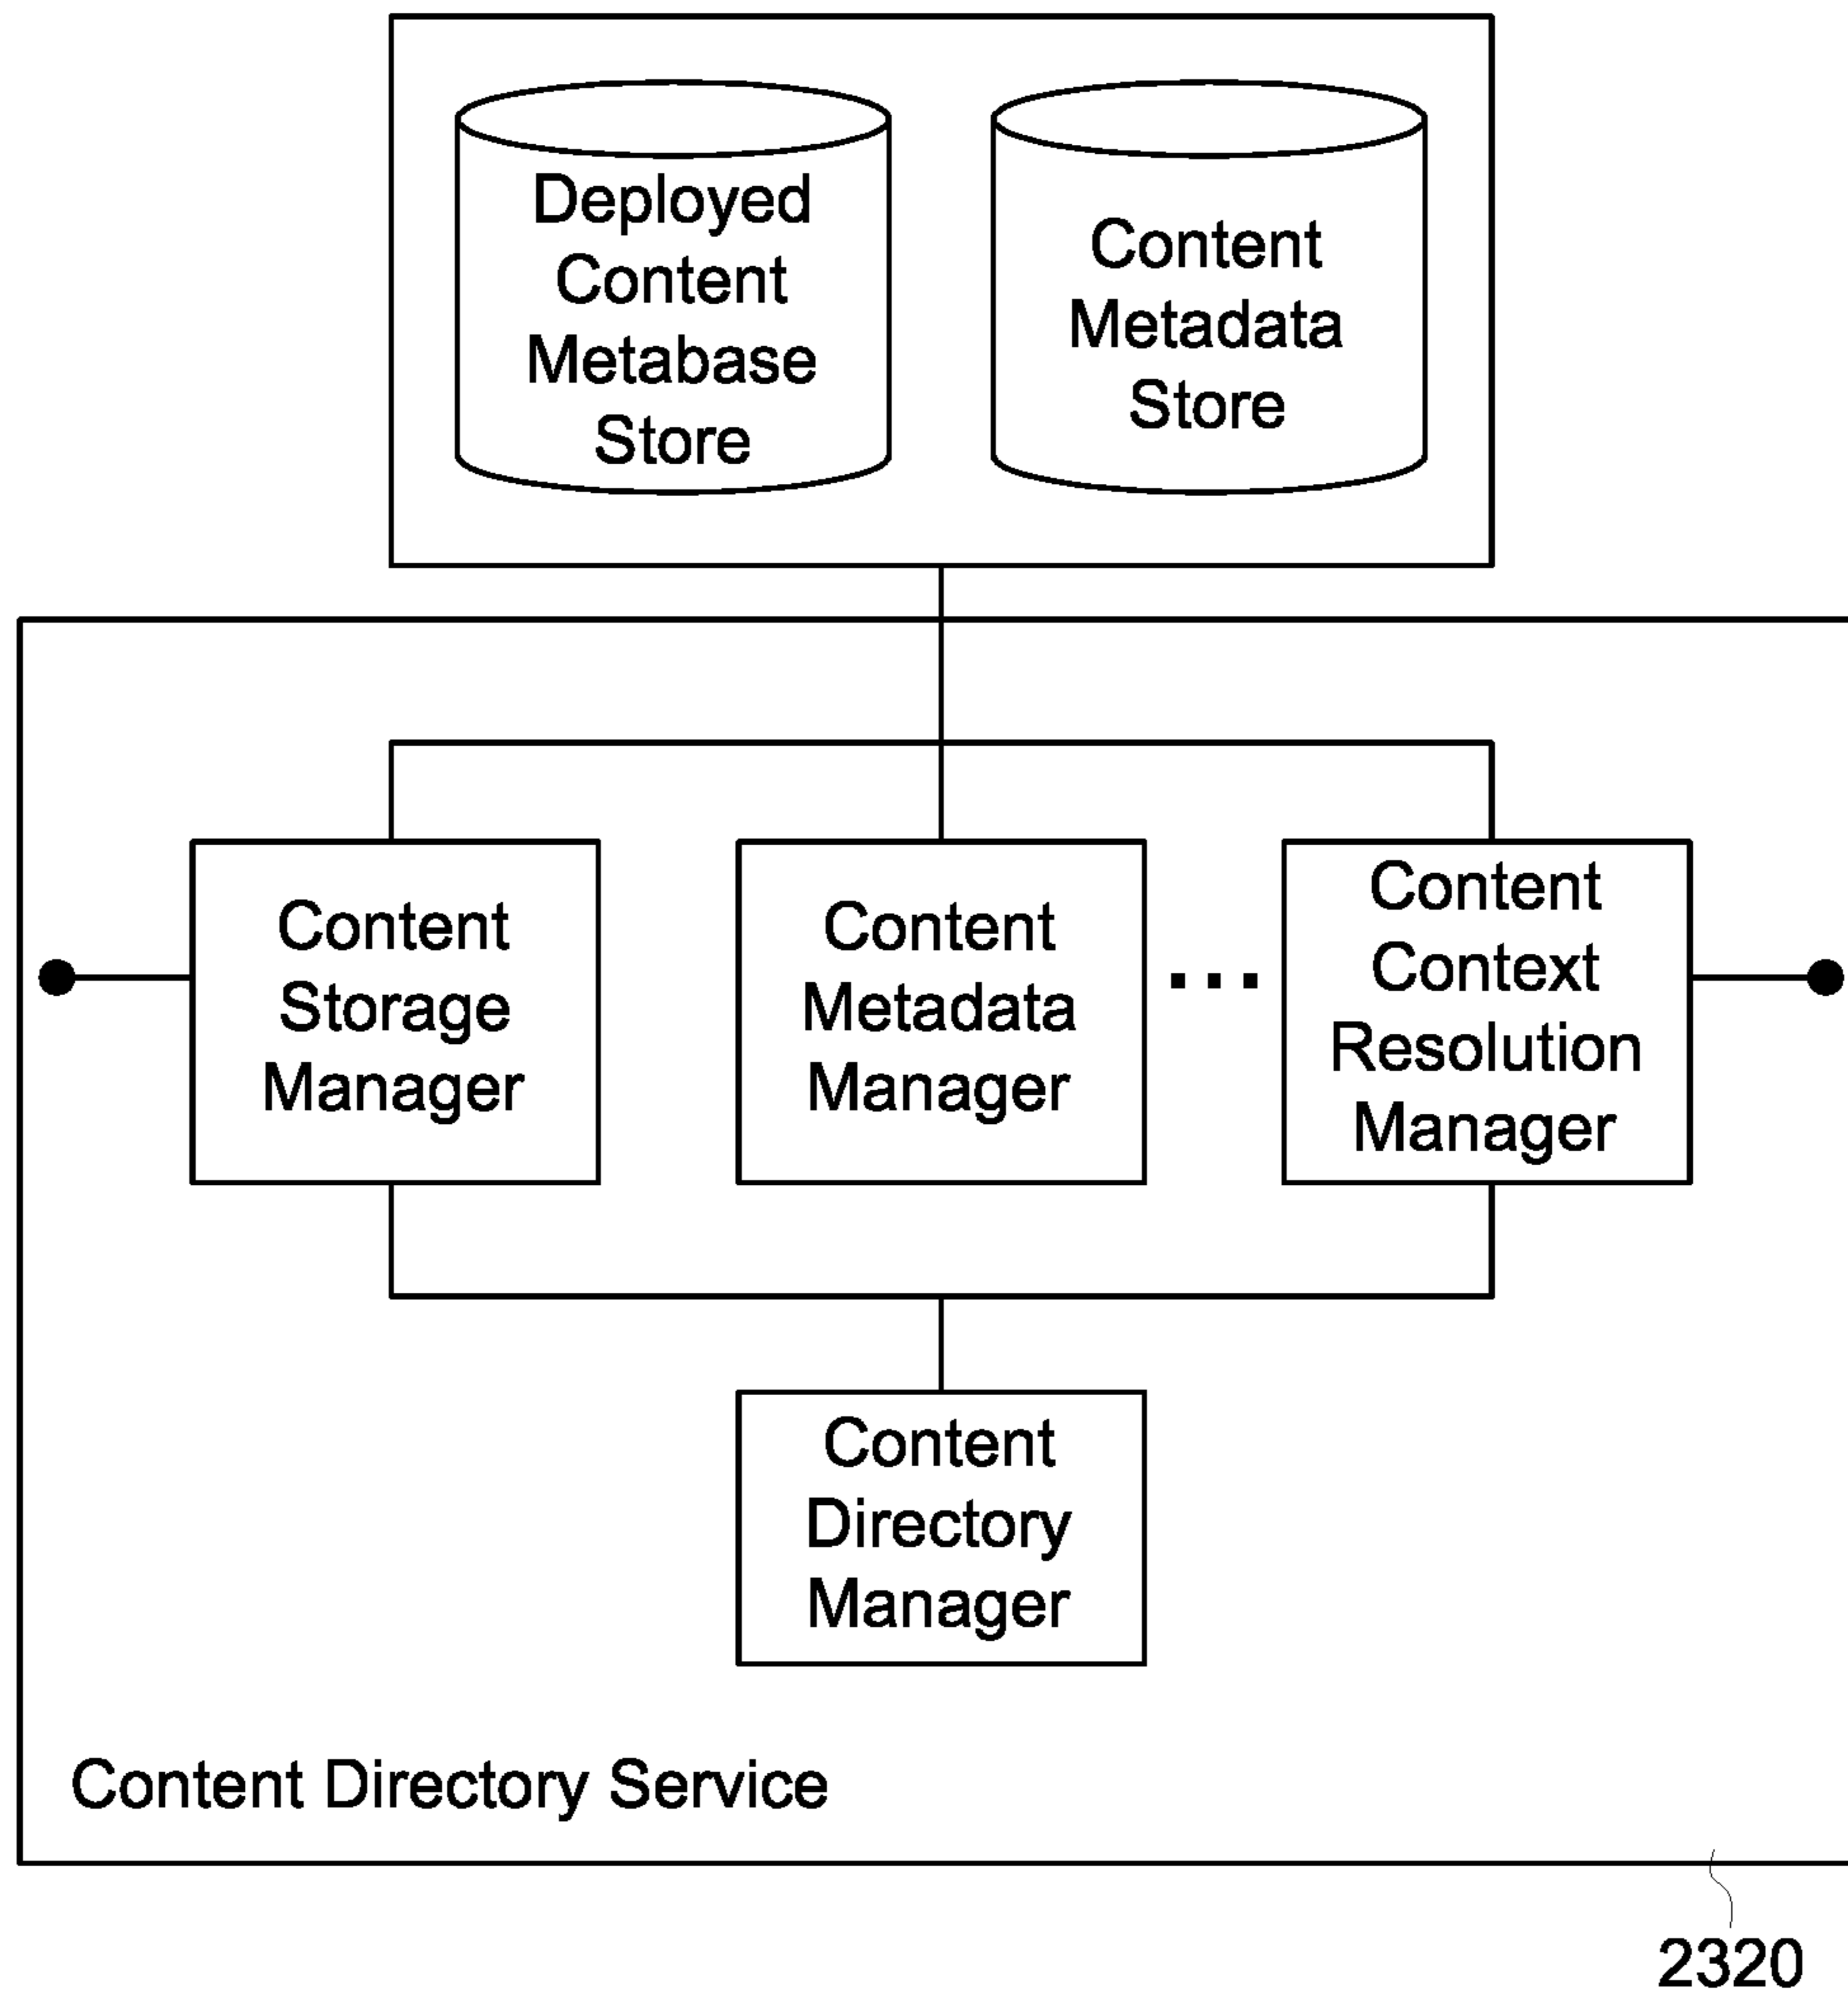 Deployed
Content
Metabase
Store
Content
Metadata
Store
Content
Storage
Manager
Content
Metadata
Manager
...
Content
Context
Resolution
Manager
Content
Directory
Manager
Content Directory Service
2320